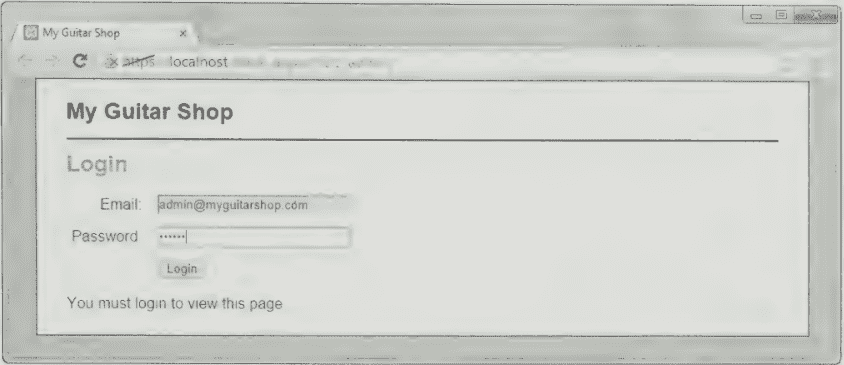 My Guitar Shop
https localhost
My Guitar Shop
Login
Email: admin@myguitarshop.com
Password ••••••
Login
You must login to view this page